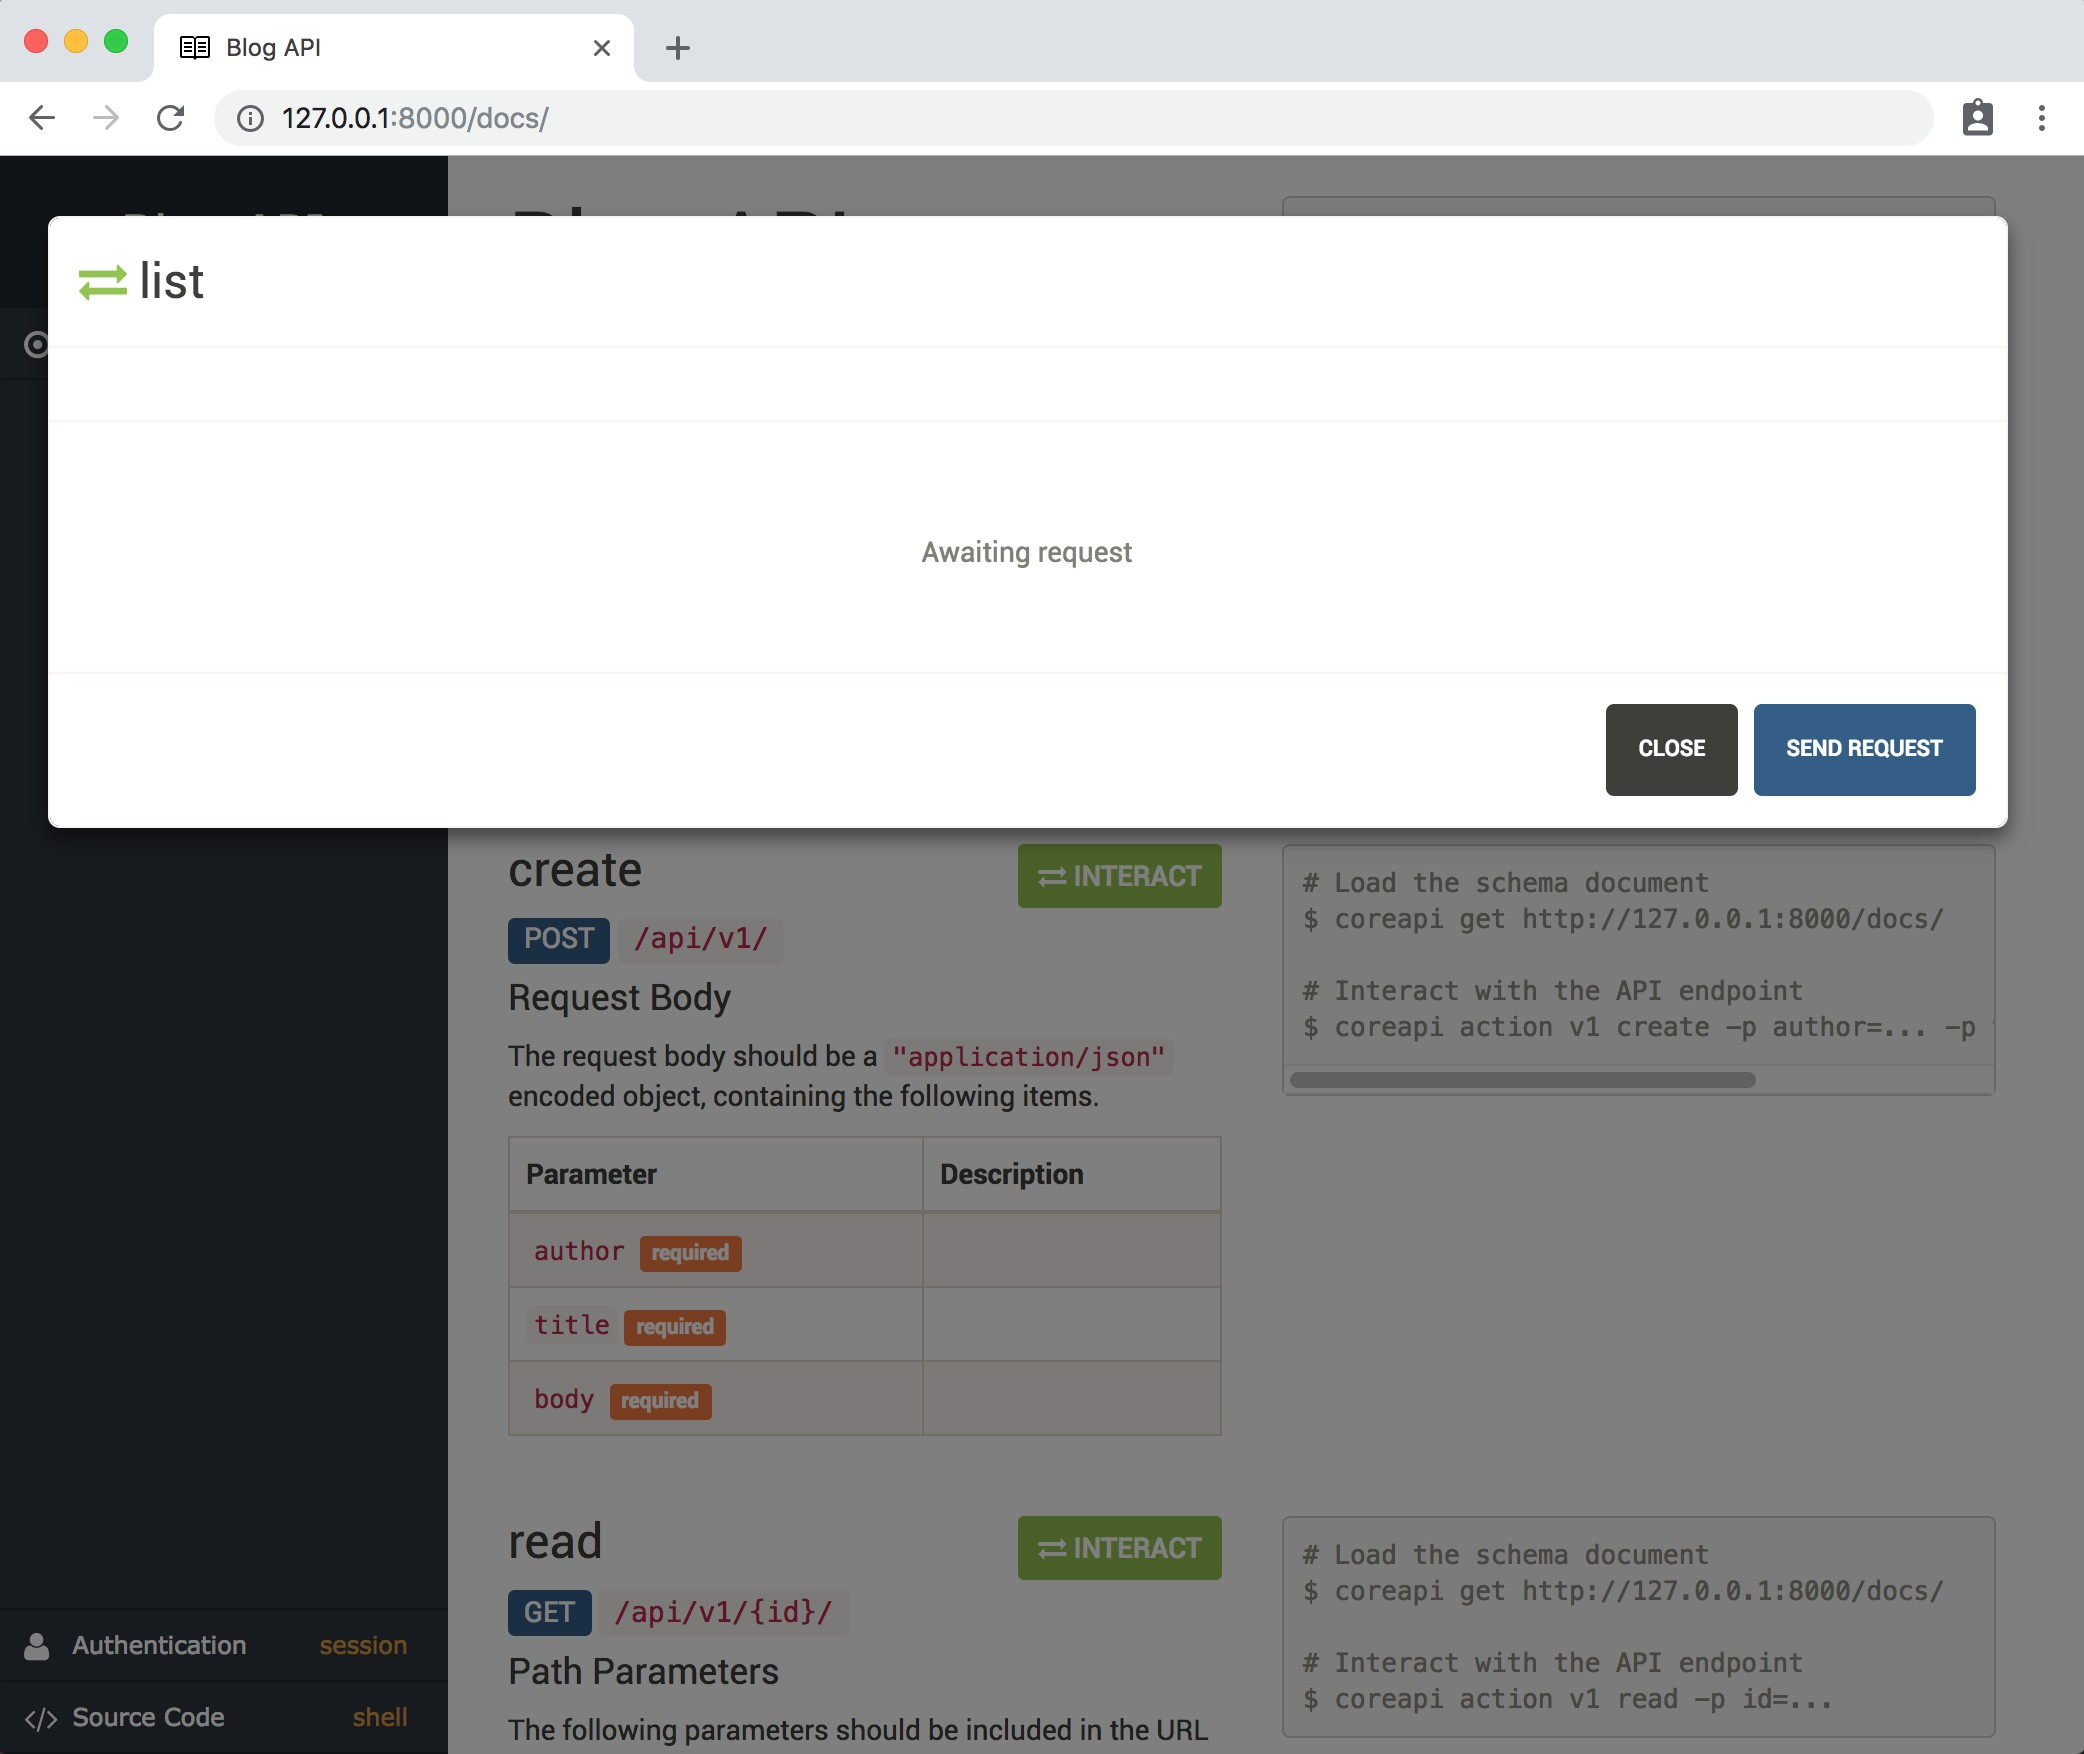 Blog API
127.0.0.1:8000/docs/
list
Awaiting request
CLOSE
SEND REQUEST
create
INTERACT
POST /api/v1/
Request Body
The request body should be a "application/json"
encoded object, containing the following items.
Parameter Description
author required
title required
body required
# Load the schema document
$ coreapi get http://127.0.0.1:8000/docs/
# Interact with the API endpoint
$ coreapi action v1 create -p author=... -p
read
INTERACT
GET /api/v1/{id}/
Path Parameters
The following parameters should be included in the URL
# Load the schema document
$ coreapi get http://127.0.0.1:8000/docs/
# Interact with the API endpoint
$ coreapi action v1 read -p id=...
Authentication session
Source Code shell